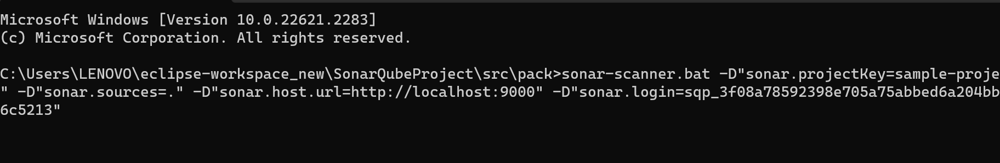 Microsoft Windows [Version 10.0.22621.2283]
(c) Microsoft Corporation. All rights reserved.
C:\Users\LENOVO\eclipse-workspace_new\SonarQubeProject\src\pack>sonar-scanner.bat -D"sonar.projectKey=sample-proje
" -D"sonar.sources=." -D"sonar.host.url=http://localhost:9000" -D"sonar.login=sqp_3f08a78592398e705a75abbed6a204bb
6c5213"